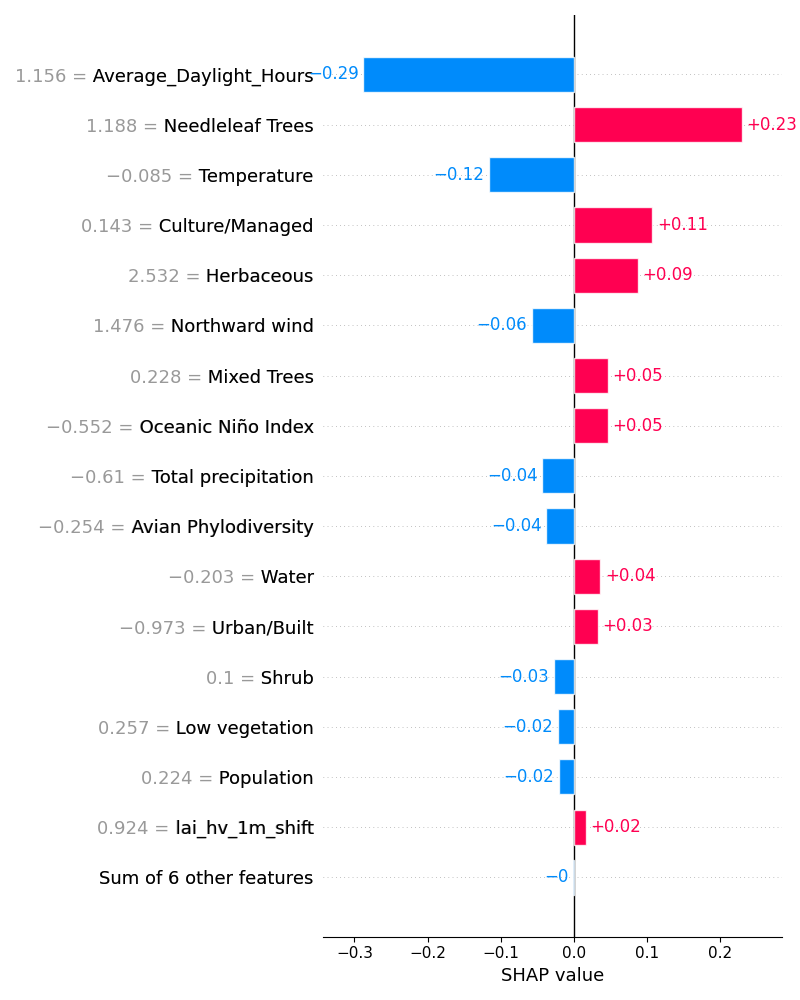 1.156 = Average_Daylight_Hours −0.29
1.188 = Needleleaf Trees +0.23
−0.085 = Temperature −0.12
0.143 = Culture/Managed +0.11
2.532 = Herbaceous +0.09
1.476 = Northward wind −0.06
0.228 = Mixed Trees +0.05
−0.552 = Oceanic Niño Index +0.05
−0.61 = Total precipitation −0.04
−0.254 = Avian Phylodiversity −0.04
−0.203 = Water +0.04
−0.973 = Urban/Built +0.03
0.1 = Shrub −0.03
0.257 = Low vegetation −0.02
0.224 = Population −0.02
0.924 = lai_hv_1m_shift +0.02
Sum of 6 other features −0
−0.3 −0.2 −0.1 0.0 0.1 0.2
SHAP value